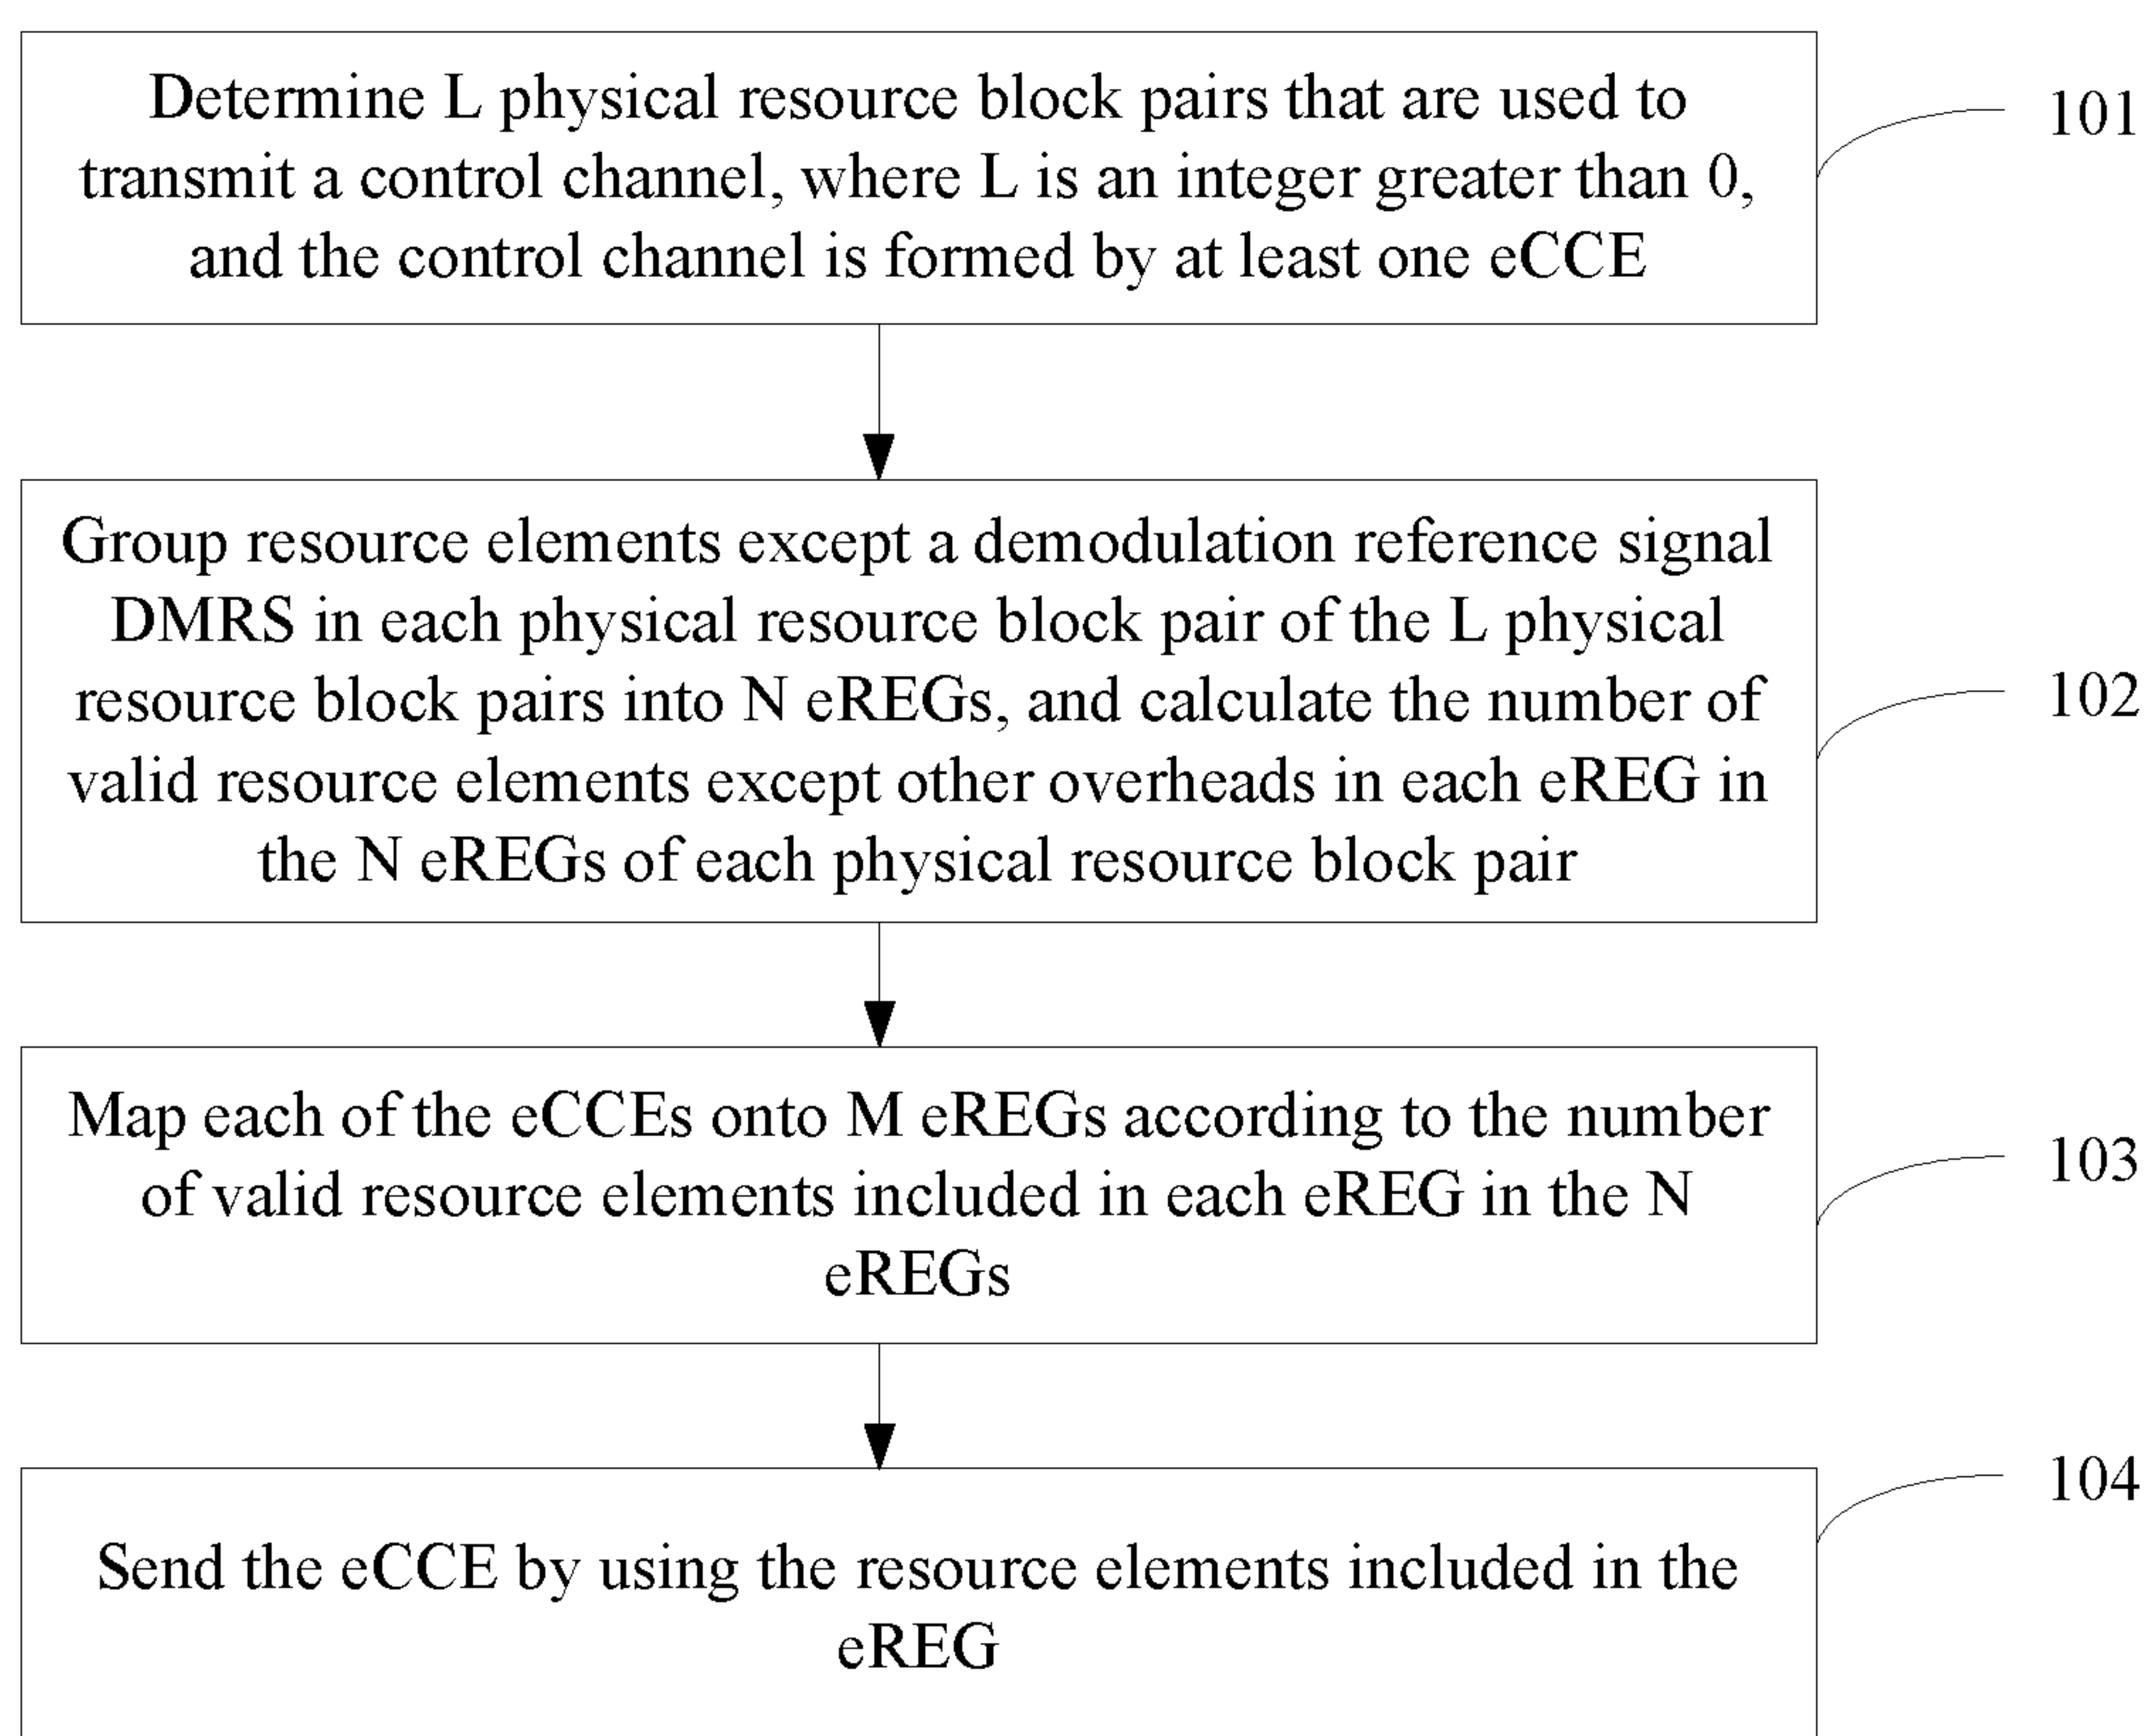 Determine L physical resource block pairs that are used to
transmit a control channel, where L is an integer greater than 0,
and the control channel is formed by at least one eCCE
101
Group resource elements except a demodulation reference signal
DMRS in each physical resource block pair of the L physical
resource block pairs into N eREGs, and calculate the number of
valid resource elements except other overheads in each eREG in
the N eREGs of each physical resource block pair
102
Map each of the eCCEs onto M eREGs according to the number
of valid resource elements included in each eREG in the N
eREGs
103
Send the eCCE by using the resource elements included in the
eREG
104